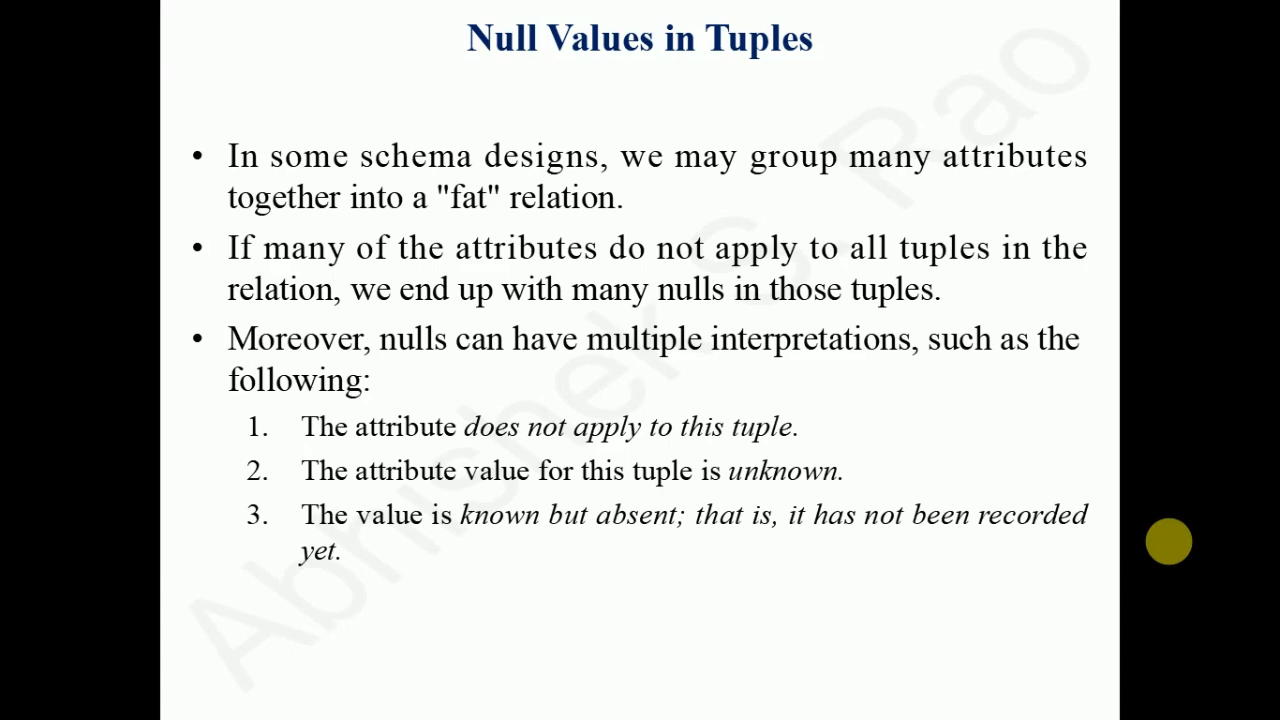 Null Values in Tuples
• In some schema designs, we may group many attributes
together into a "fat" relation.
• If many of the attributes do not apply to all tuples in the
relation, we end up with many nulls in those tuples.
• Moreover, nulls can have multiple interpretations, such as the
following:
1. The attribute does not apply to this tuple.
2. The attribute value for this tuple is unknown.
3. The value is known but absent; that is, it has not been recorded
yet.
Abhishek S. Rao